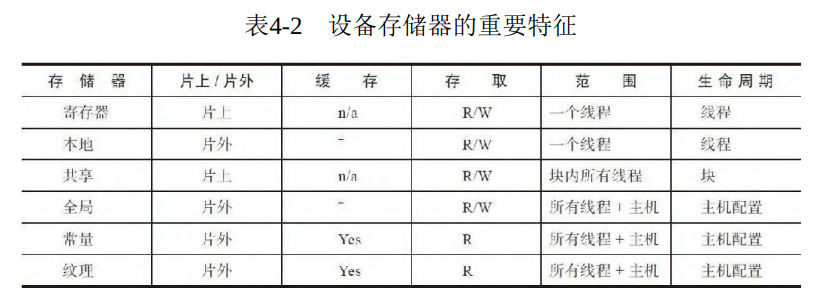 表4-2 设备存储器的重要特征
存 储 器 片上/片外 缓 存 存 取 范 围 生命周期
寄存器 片上 n/a R/W 一个线程 线程
本地 片外 R/W 一个线程 线程
共享 片上 n/a R/W 块内所有线程 块
全局 片外 R/W 所有线程+主机 主机配置
常量 片外 Yes R 所有线程+主机 主机配置
纹理 片外 Yes R 所有线程+主机 主机配置